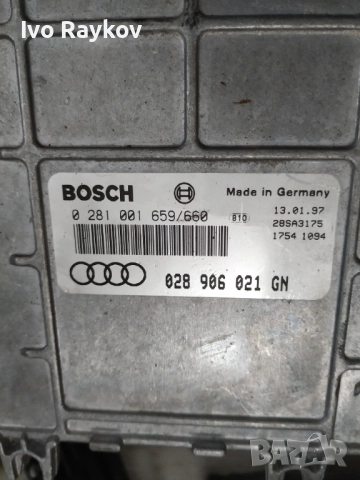 Ivo Raykov
BOSCH
Made in Germany
0 281 001 659/660
810
13.01.97
28SA3175
1754 1094
028 906 021 GN
BAZAR